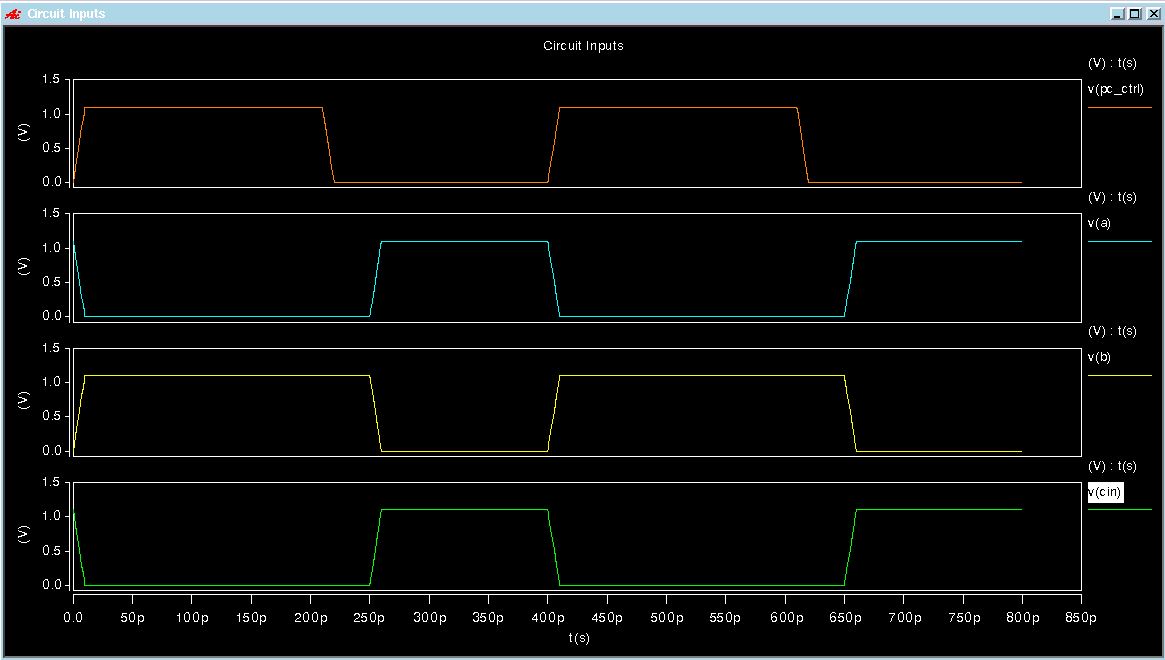 Circuit Inputs
Circuit Inputs
(V) : t(s)
1.5
v(pc_ctrl)
1.0
(V)
0.5
0.0
(V) : t(s)
1.5
v(a)
1.0
(V)
0.5
0.0
(V) : t(s)
1.5
v(b)
1.0
(V)
0.5
0.0
(V) : t(s)
1.5
v(cin)
1.0
(V)
0.5
0.0
0.0 50p 100p 150p 200p 250p 300p 350p 400p 450p 500p 550p 600p 650p 700p 750p 800p 850p
t(s)